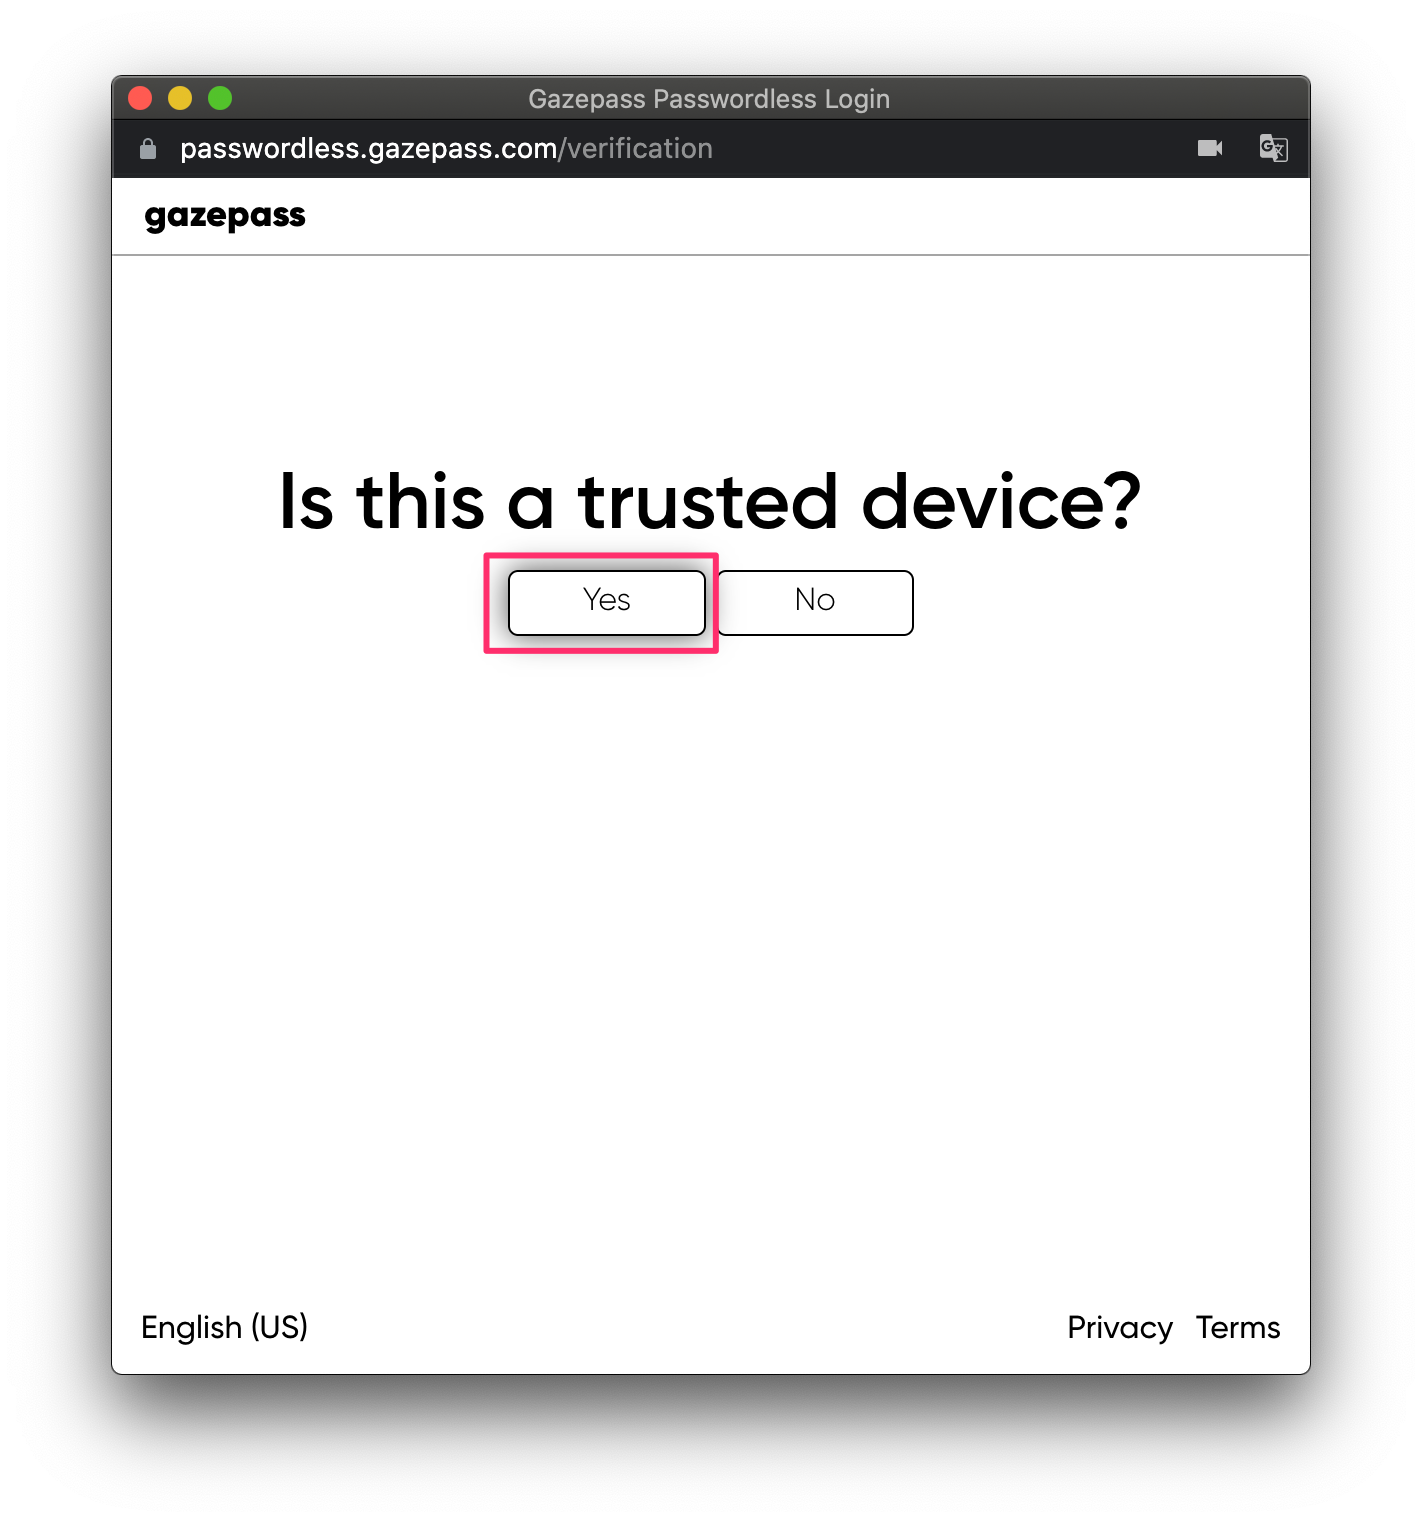 Gazepass Passwordless Login
passwordless.gazepass.com/verification
gazepass
Is this a trusted device?
Yes No
English (US) Privacy Terms